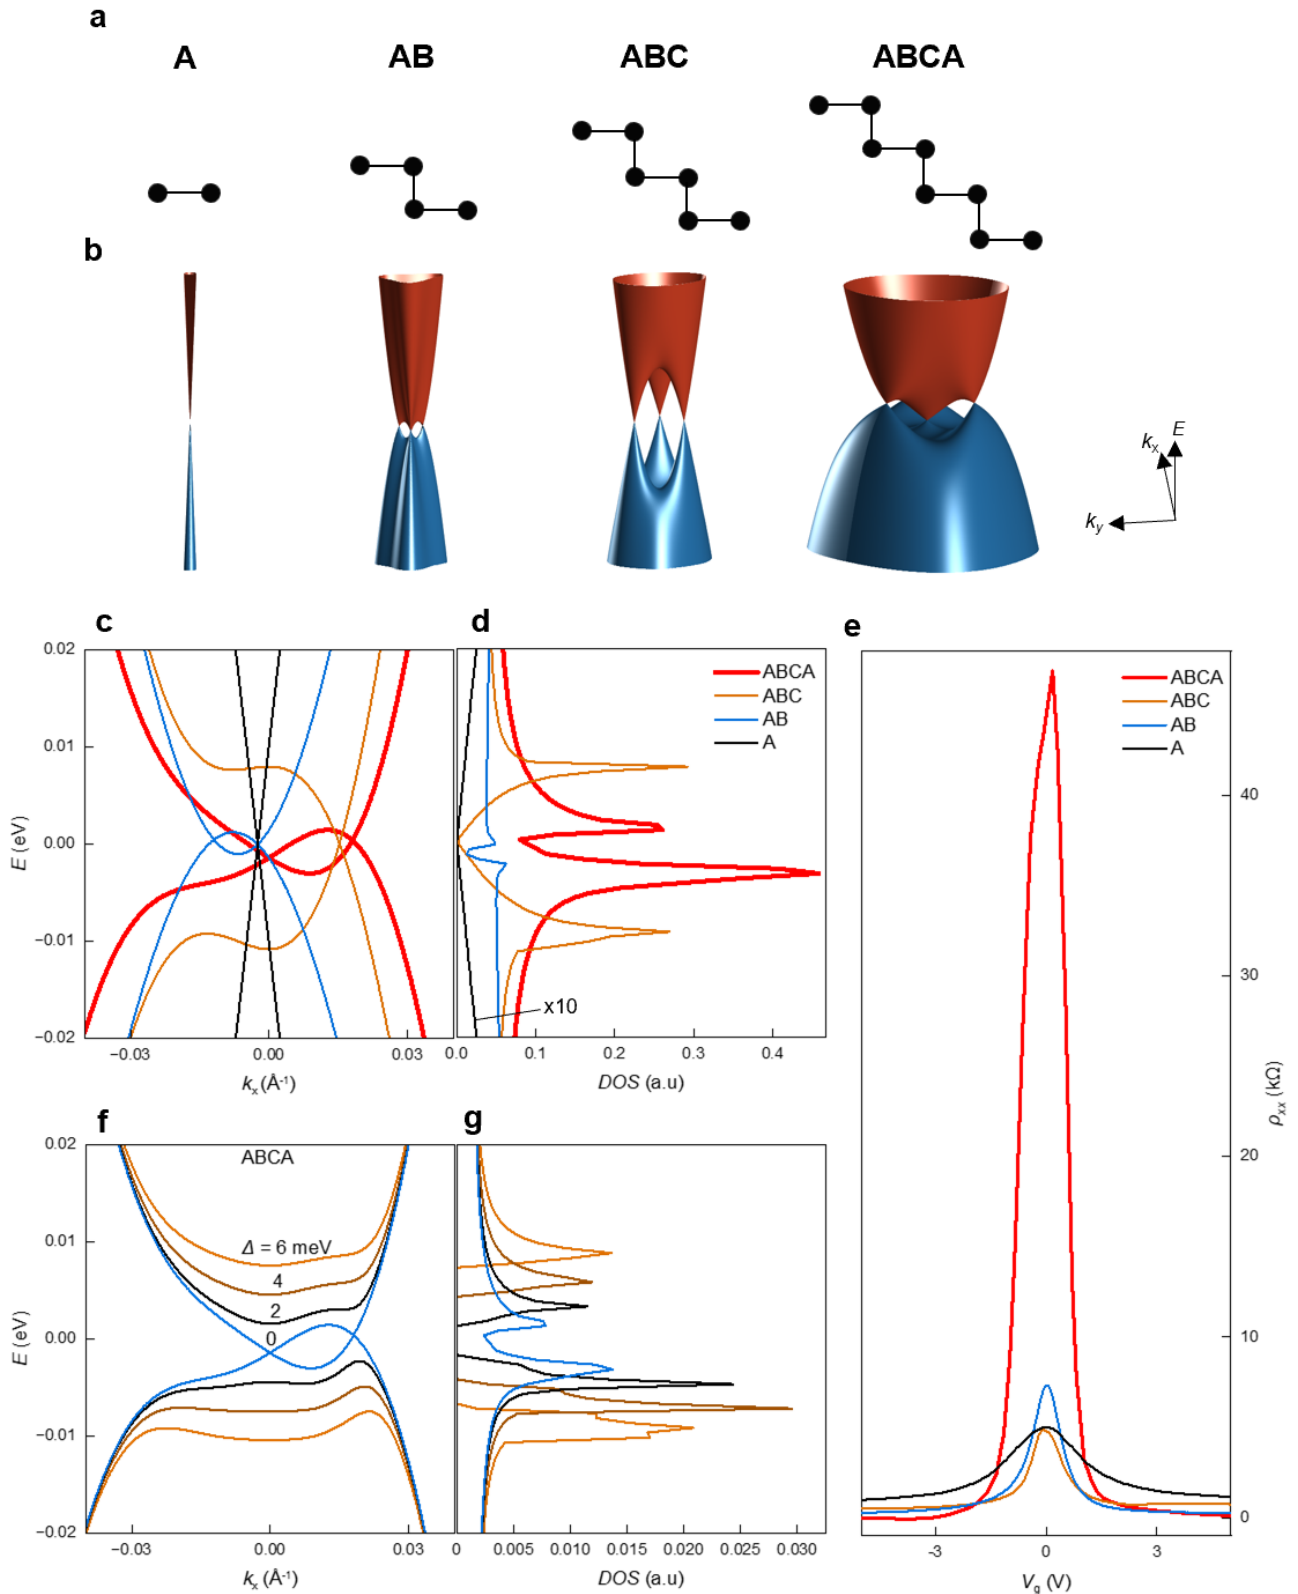 a
A AB ABC ABCA
b
E
kx
ky
c
0.02
0.01
0.00
−0.01
−0.02
E (eV)
−0.03 0.00 0.03
kx (Å-1)
d
ABCA
ABC
AB
A
x10
0.0 0.1 0.2 0.3 0.4
DOS (a.u)
e
ABCA
ABC
AB
A
40
30
20
10
0
ρxx (kΩ)
-3 0 3
Vg (V)
f
ABCA
0.02
0.01
0.00
−0.01
−0.02
E (eV)
Δ = 6 meV
4
2
0
−0.03 0.00 0.03
kx (Å-1)
g
0 0.005 0.010 0.015 0.020 0.025 0.030
DOS (a.u)